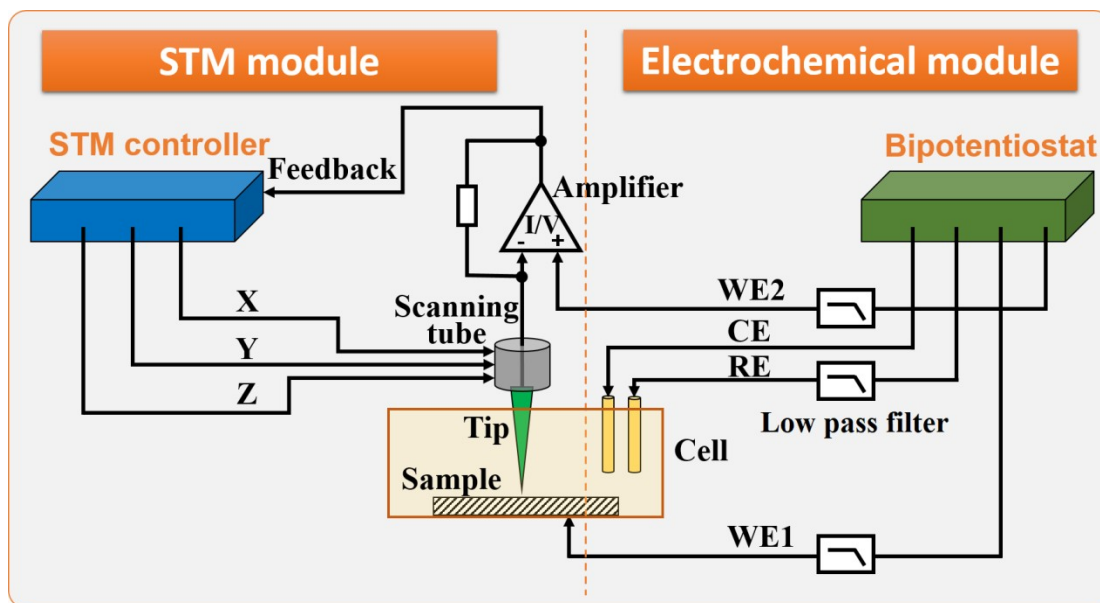 STM module
Electrochemical module
STM controller
Bipotentiostat
Feedback
Amplifier
I/V
- +
X
Scanning
tube
WE2
Y
CE
Z
RE
Tip
Low pass filter
Cell
Sample
WE1